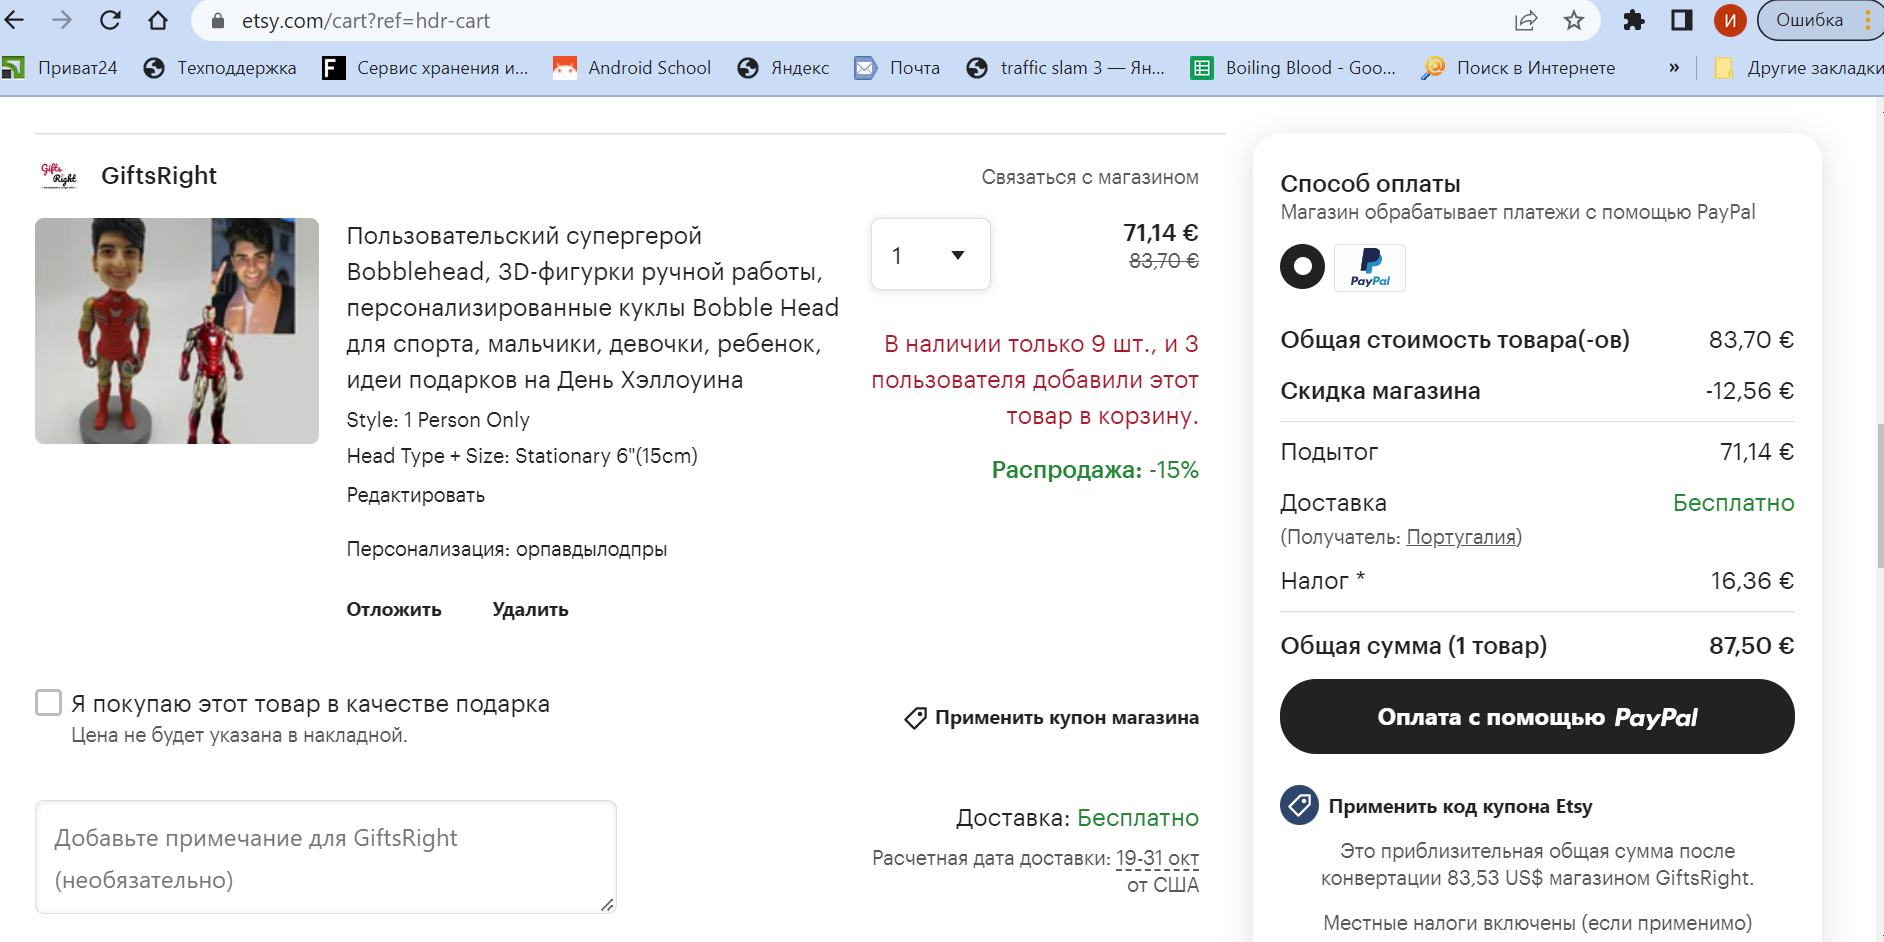 etsy.com/cart?ref=hdr-cart
И
Ошибка
Приват24
Техподдержка
Сервис хранения и...
Android School
Яндекс
Почта
traffic slam 3 — Ян...
Boiling Blood - Goo...
Поиск в Интернете
»
Другие закладки
Gifts
Right
GiftsRight
Связаться с магазином
Пользовательский супергерой
Bobblehead, 3D-фигурки ручной работы,
персонализированные куклы Bobble Head
для спорта, мальчики, девочки, ребенок,
идеи подарков на День Хэллоуина
Style: 1 Person Only
Head Type + Size: Stationary 6"(15cm)
Редактировать
Персонализация: орпавдылодпры
Отложить
Удалить
1
71,14 €
83,70 €
В наличии только 9 шт., и 3
пользователя добавили этот
товар в корзину.
Распродажа: -15%
Я покупаю этот товар в качестве подарка
Цена не будет указана в накладной.
Применить купон магазина
Добавьте примечание для GiftsRight
(необязательно)
Доставка: Бесплатно
Расчетная дата доставки: 19-31 окт
от США
Способ оплаты
Магазин обрабатывает платежи с помощью PayPal
PayPal
Общая стоимость товара(-ов) 83,70 €
Скидка магазина -12,56 €
Подытог 71,14 €
Доставка Бесплатно
(Получатель: Португалия)
Налог * 16,36 €
Общая сумма (1 товар) 87,50 €
Оплата с помощью PayPal
Применить код купона Etsy
Это приблизительная общая сумма после
конвертации 83,53 US$ магазином GiftsRight.
Местные налоги включены (если применимо)